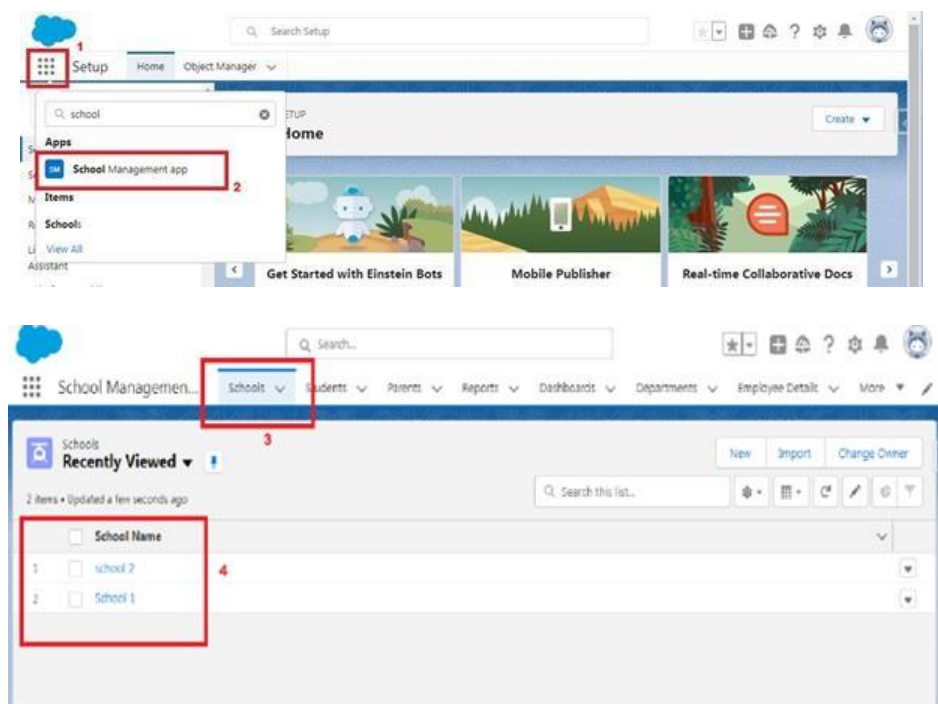 Search Setup
1
Setup Home Object Manager
school
SETUP
Home
Create
Apps
SM School Management app
2
Items
Schools
View All
Assistant
Get Started with Einstein Bots
Mobile Publisher
Real-time Collaborative Docs
Search...
School Managemen... Schools Students Parents Reports Dashboards Departments Employee Details More
3
Schools
Recently Viewed
New Import Change Owner
2 items • Updated a few seconds ago
Search this list...
School Name
4
1 school 2
2 School 1